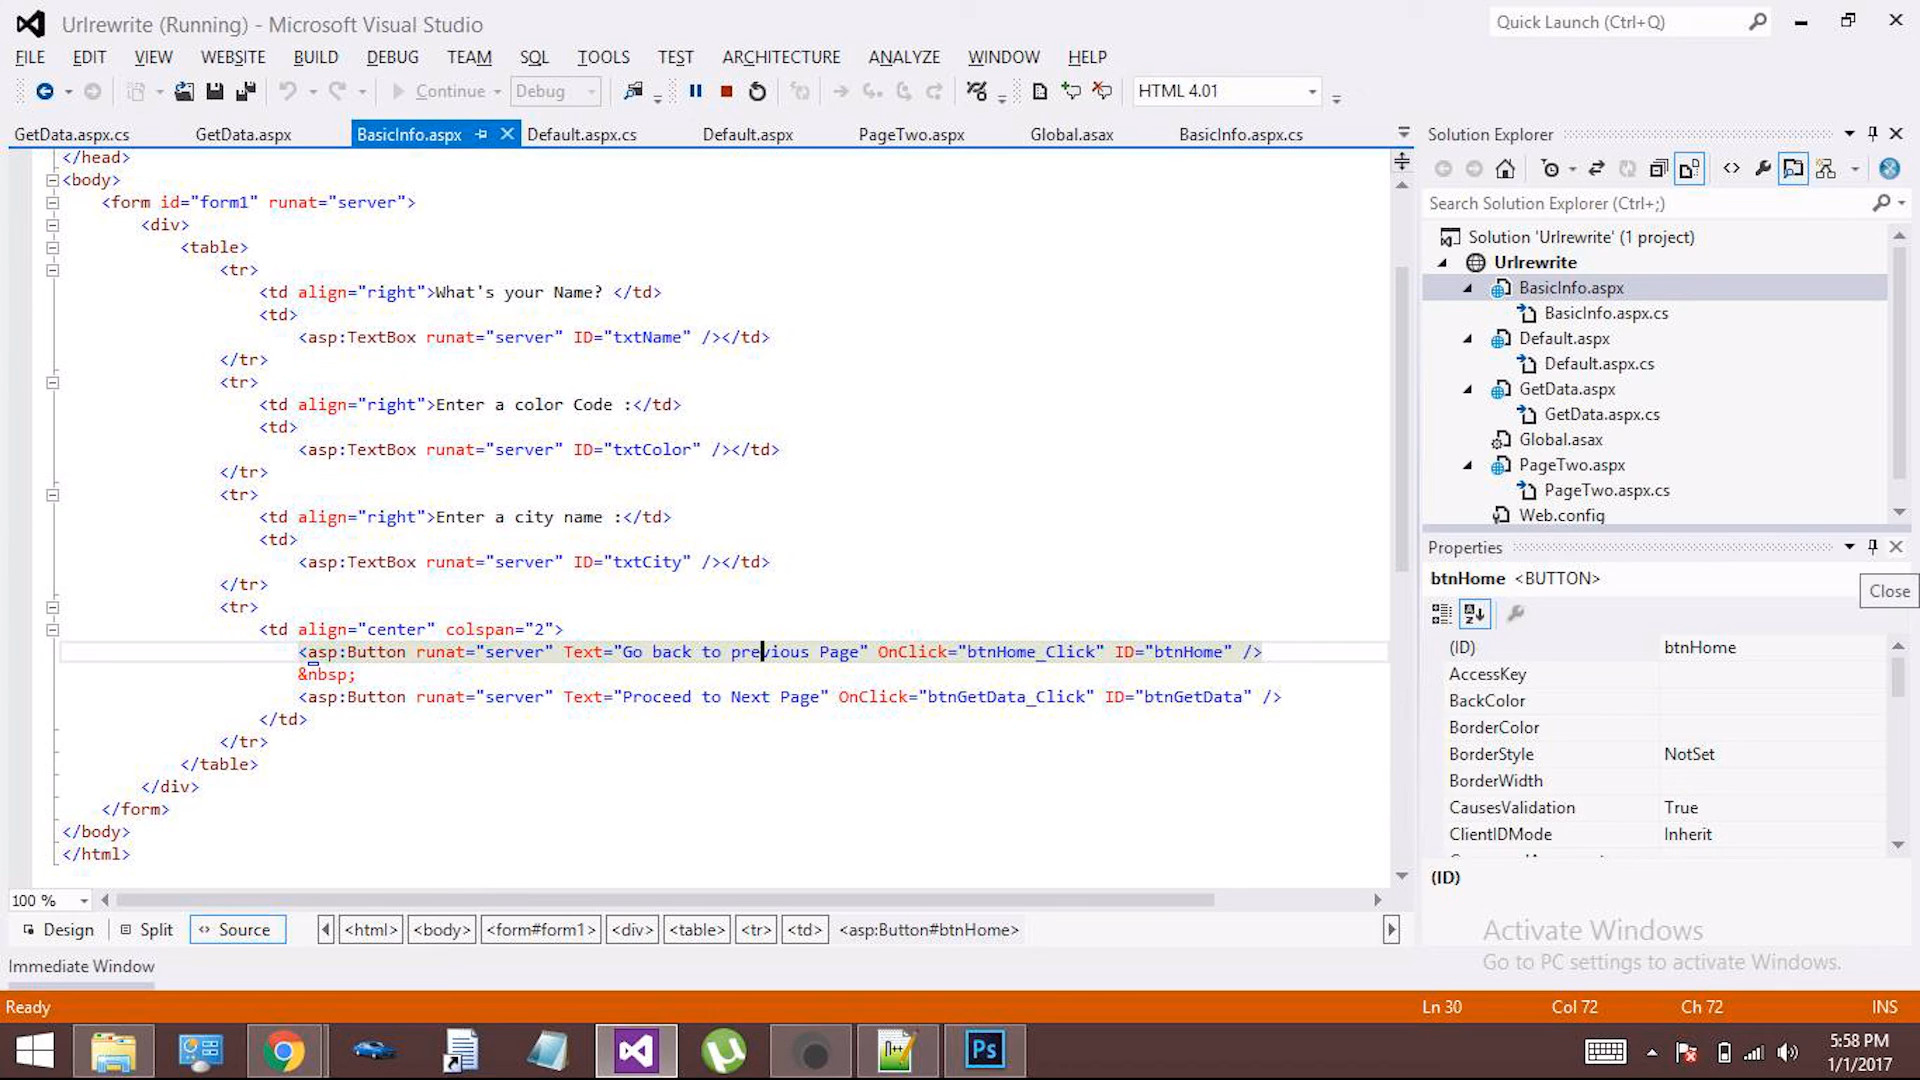 Urlrewrite (Running) - Microsoft Visual Studio
Quick Launch (Ctrl+Q)
FILE EDIT VIEW WEBSITE BUILD DEBUG TEAM SQL TOOLS TEST ARCHITECTURE ANALYZE WINDOW HELP
Continue Debug HTML 4.01
GetData.aspx.cs GetData.aspx BasicInfo.aspx Default.aspx.cs Default.aspx PageTwo.aspx Global.asax BasicInfo.aspx.cs
</head>
<body>
<form id="form1" runat="server">
<div>
<table>
<tr>
<td align="right">What's your Name? </td>
<td>
<asp:TextBox runat="server" ID="txtName" /></td>
</tr>
<tr>
<td align="right">Enter a color Code :</td>
<td>
<asp:TextBox runat="server" ID="txtColor" /></td>
</tr>
<tr>
<td align="right">Enter a city name :</td>
<td>
<asp:TextBox runat="server" ID="txtCity" /></td>
</tr>
<tr>
<td align="center" colspan="2">
<asp:Button runat="server" Text="Go back to previous Page" OnClick="btnHome_Click" ID="btnHome" />
&nbsp;
<asp:Button runat="server" Text="Proceed to Next Page" OnClick="btnGetData_Click" ID="btnGetData" />
</td>
</tr>
</table>
</div>
</form>
</body>
</html>
100 %
Design Split Source <html> <body> <form#form1> <div> <table> <tr> <td> <asp:Button#btnHome>
Immediate Window
Solution Explorer
Search Solution Explorer (Ctrl+;)
Solution 'Urlrewrite' (1 project)
Urlrewrite
BasicInfo.aspx
BasicInfo.aspx.cs
Default.aspx
Default.aspx.cs
GetData.aspx
GetData.aspx.cs
Global.asax
PageTwo.aspx
PageTwo.aspx.cs
Web.config
Properties
btnHome <BUTTON>
Close
(ID) btnHome
AccessKey
BackColor
BorderColor
BorderStyle NotSet
BorderWidth
CausesValidation True
ClientIDMode Inherit
(ID)
Activate Windows
Go to PC settings to activate Windows.
Ready Ln 30 Col 72 Ch 72 INS
N++ Ps
5:58 PM
1/1/2017